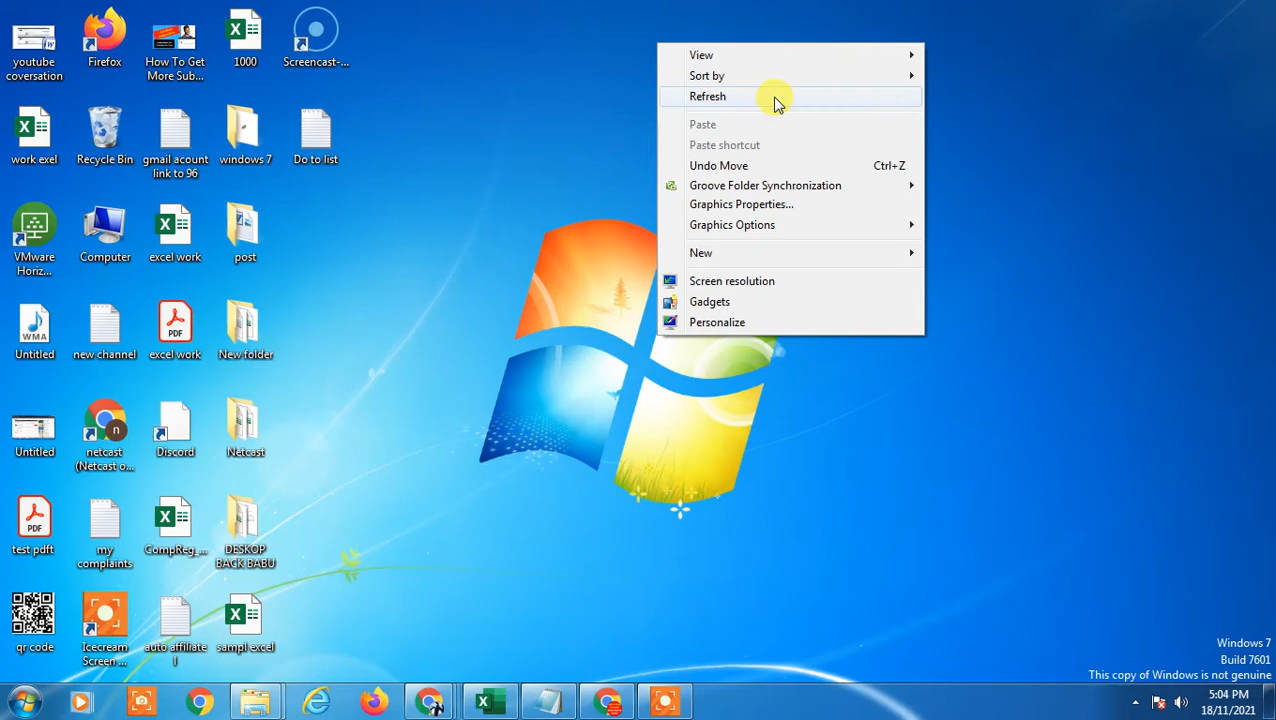 youtube
coversation
Firefox
How To Get
More Sub...
1000
Screencast-...
work exel
Recycle Bin
gmail acount
link to 96
windows 7
Do to list
VMware
Horiz...
Computer
excel work
post
WMA
Untitled
new channel
PDF
excel work
New folder
Untitled
n
netcast
(Netcast o...
Discord
Netcast
PDF
test pdft
my
complaints
CompReg_...
DESKOP
BACK BABU
qr code
Icecream
Screen ...
auto affiliate
l
sampl excel
View
Sort by
Refresh
Paste
Paste shortcut
Undo Move Ctrl+Z
Groove Folder Synchronization
Graphics Properties...
Graphics Options
New
Screen resolution
Gadgets
Personalize
Windows 7
Build 7601
This copy of Windows is not genuine
5:04 PM
18/11/2021